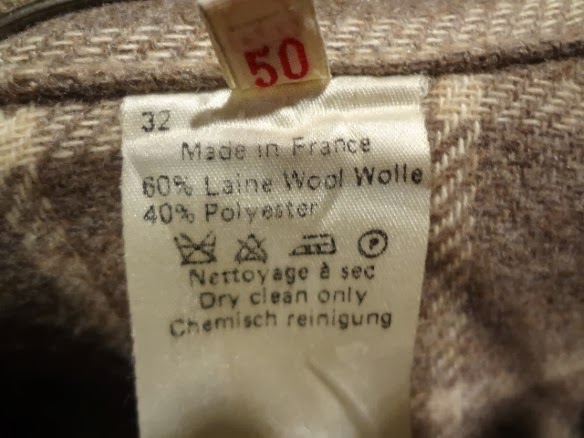 50
32
Made in France
60% Laine Wool Wolle
40% Polyester
P
Nettoyage à sec
Dry clean only
Chemisch reinigung